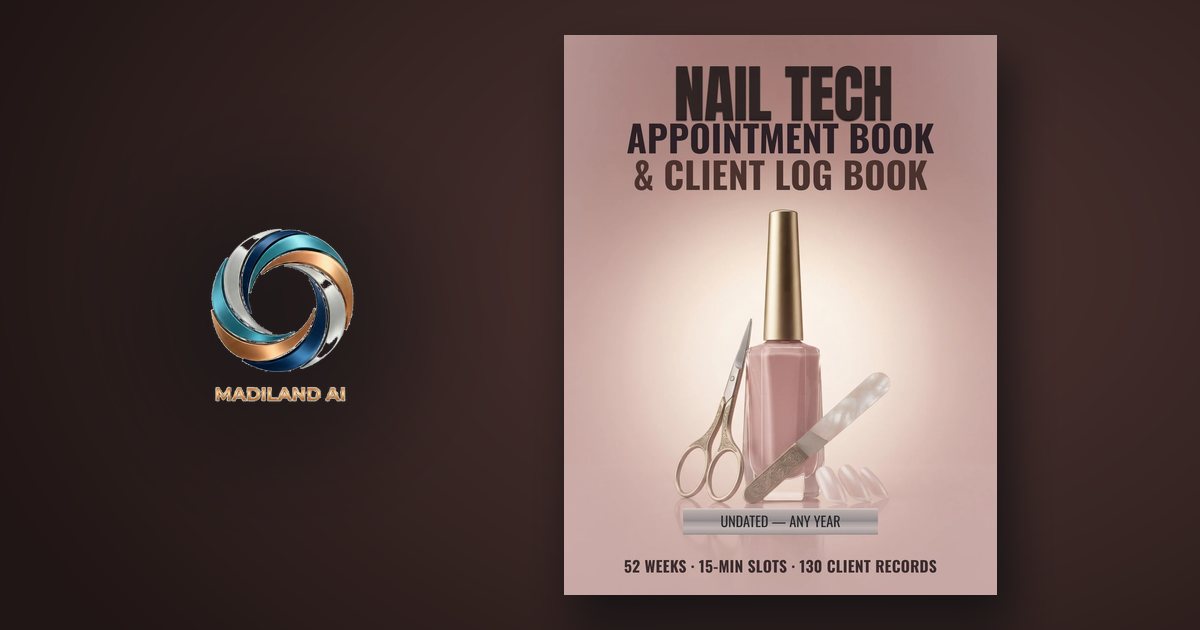 MADILAND AI
NAIL TECH
APPOINTMENT BOOK
& CLIENT LOG BOOK
UNDATED — ANY YEAR
52 WEEKS · 15-MIN SLOTS · 130 CLIENT RECORDS